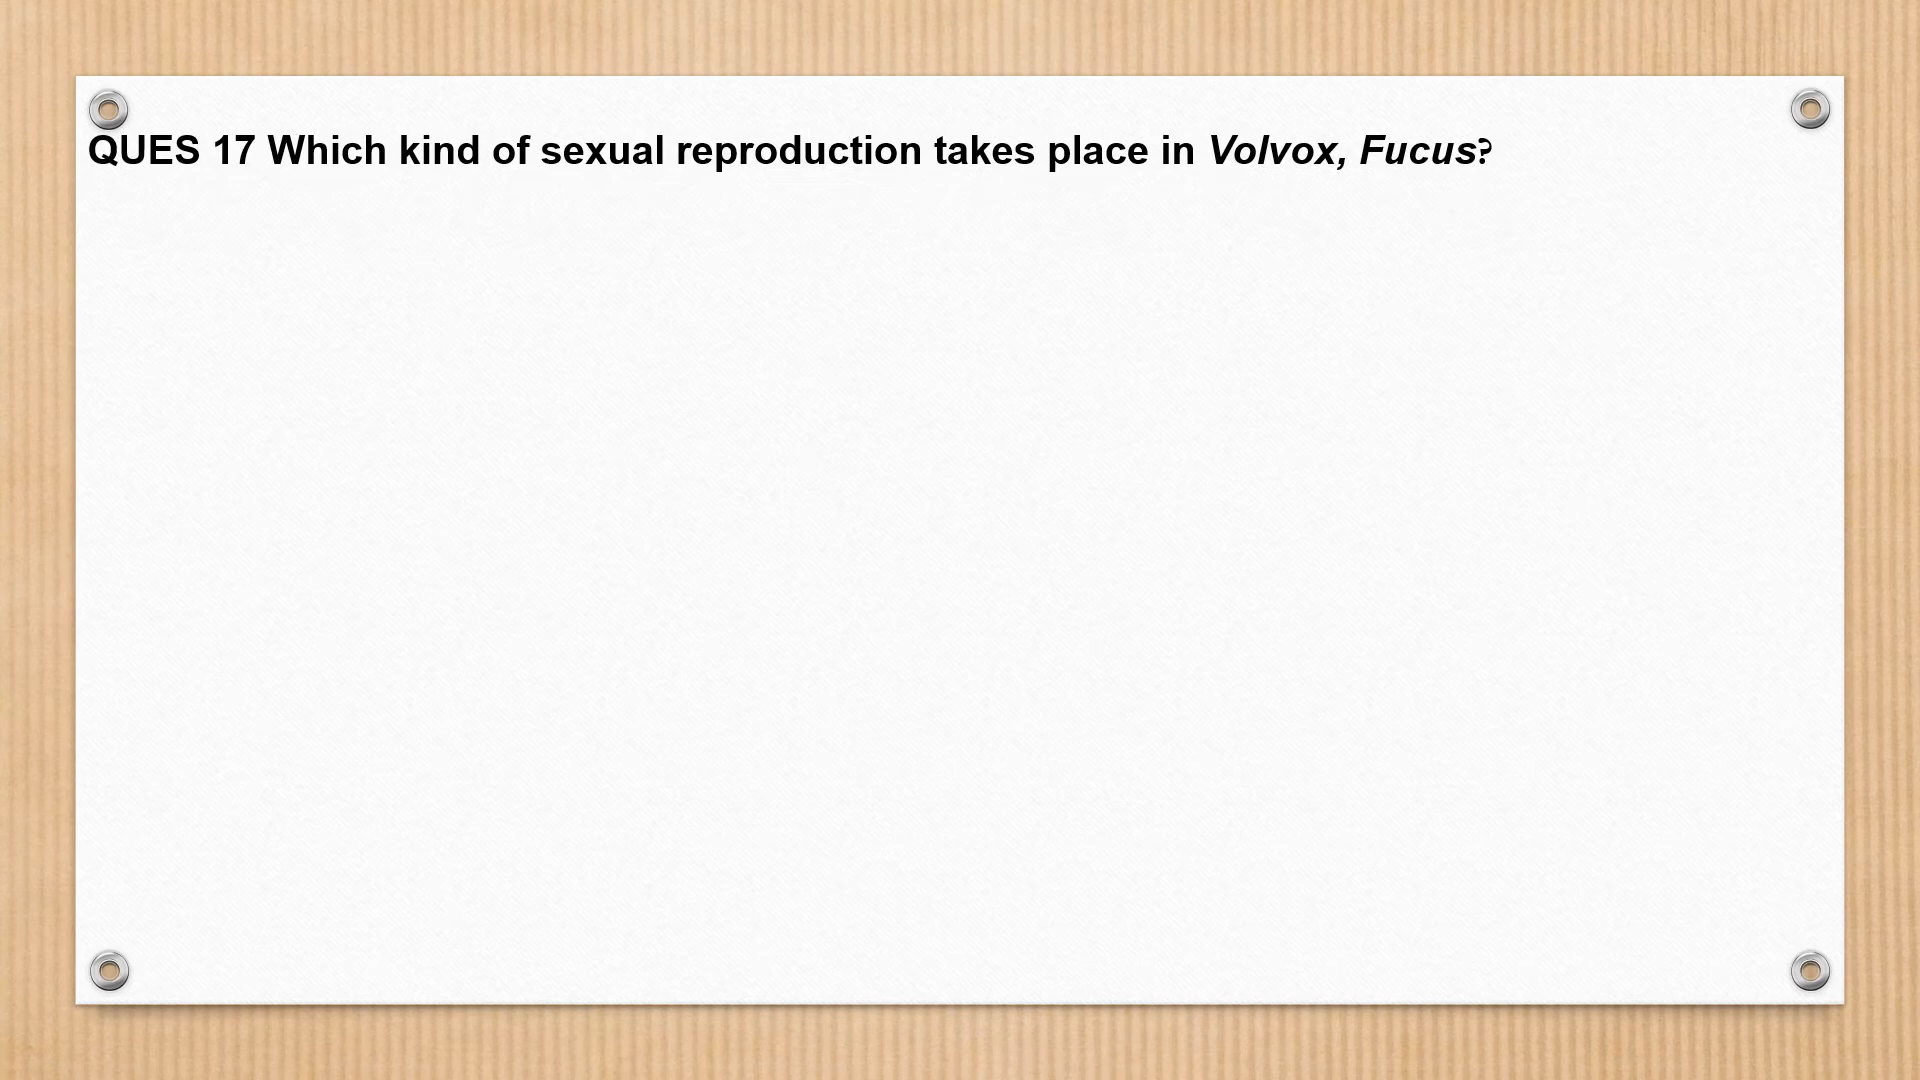 QUES 17 Which kind of sexual reproduction takes place in Volvox, Fucus?